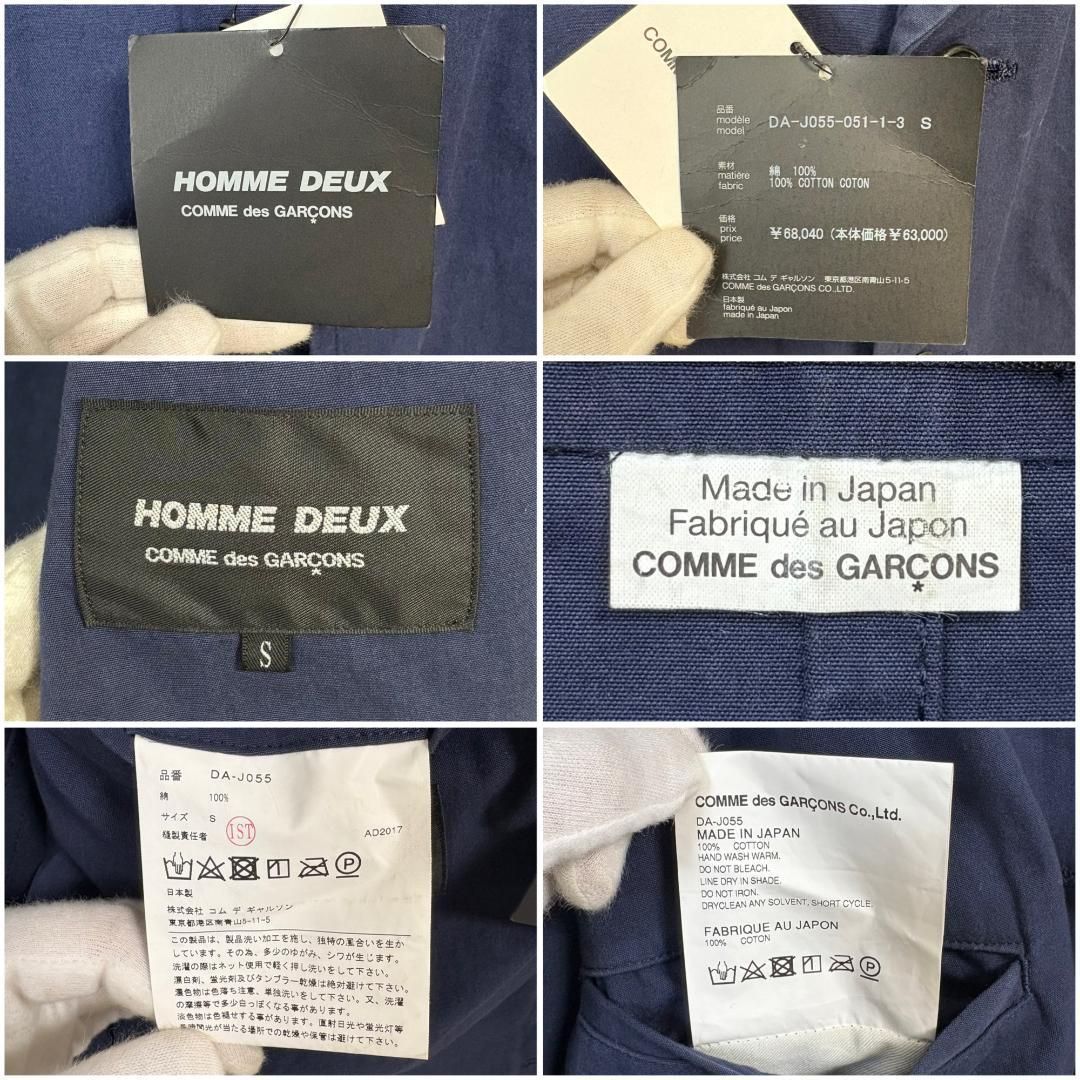 HOMME DEUX
COMME des GARÇONS
COM
品番
modèle
model
DA-J055-051-1-3 S
素材
matière
fabric
綿 100%
100% COTTON COTON
価格
prix
price
¥68,040 (本体価格¥63,000)
株式会社 コム デ ギャルソン 東京都港区南青山5-11-5
COMME des GARÇONS CO.,LTD.
日本製
fabriqué au Japon
made in Japan
HOMME DEUX
COMME des GARÇONS
S
Made in Japan
Fabriqué au Japon
COMME des GARÇONS
品番 DA-J055
綿 100%
サイズ S
縫製責任者 1ST AD2017
日本製
株式会社 コム デ ギャルソン
東京都港区南青山5-11-5
この製品は、製品洗い加工を施し、独特の風合いを生か
しています。その為、多少のゆがみ、シワが生じます。
洗濯の際はネット使用で軽く押し洗いをして下さい。
漂白剤、蛍光剤及びタンブラー乾燥は絶対避けて下さい。
濃色物は色落ち注意、単独洗いをして下さい。又、洗濯
の摩擦等で多少白っぽくなる事があります。
淡色物は色褪せする事があります。直射日光や蛍光灯等
長時間光が当たる場所での乾燥や保管は避けて下さい。
COMME des GARÇONS Co.,Ltd.
DA-J055
MADE IN JAPAN
100% COTTON
HAND WASH WARM.
DO NOT BLEACH.
LINE DRY IN SHADE.
DO NOT IRON.
DRYCLEAN ANY SOLVENT, SHORT CYCLE.
FABRIQUE AU JAPON
100% COTON